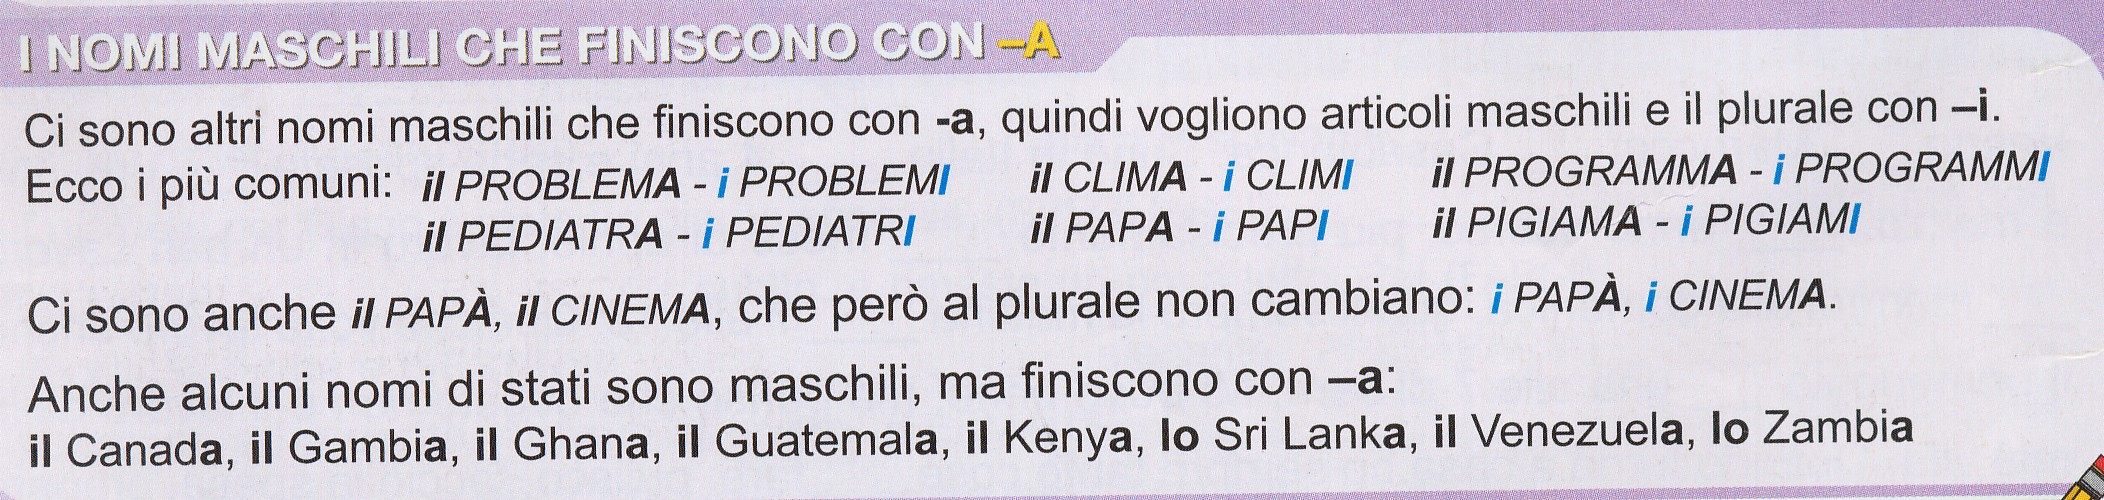 I NOMI MASCHILI CHE FINISCONO CON –A
Ci sono altri nomi maschili che finiscono con -a, quindi vogliono articoli maschili e il plurale con –i.
Ecco i più comuni: il PROBLEMA - i PROBLEMI il CLIMA - i CLIMI il PROGRAMMA - i PROGRAMMI
il PEDIATRA - i PEDIATRI il PAPA - i PAPI il PIGIAMA - i PIGIAMI
Ci sono anche il PAPÀ, il CINEMA, che però al plurale non cambiano: i PAPÀ, i CINEMA.
Anche alcuni nomi di stati sono maschili, ma finiscono con –a:
il Canada, il Gambia, il Ghana, il Guatemala, il Kenya, lo Sri Lanka, il Venezuela, lo Zambia